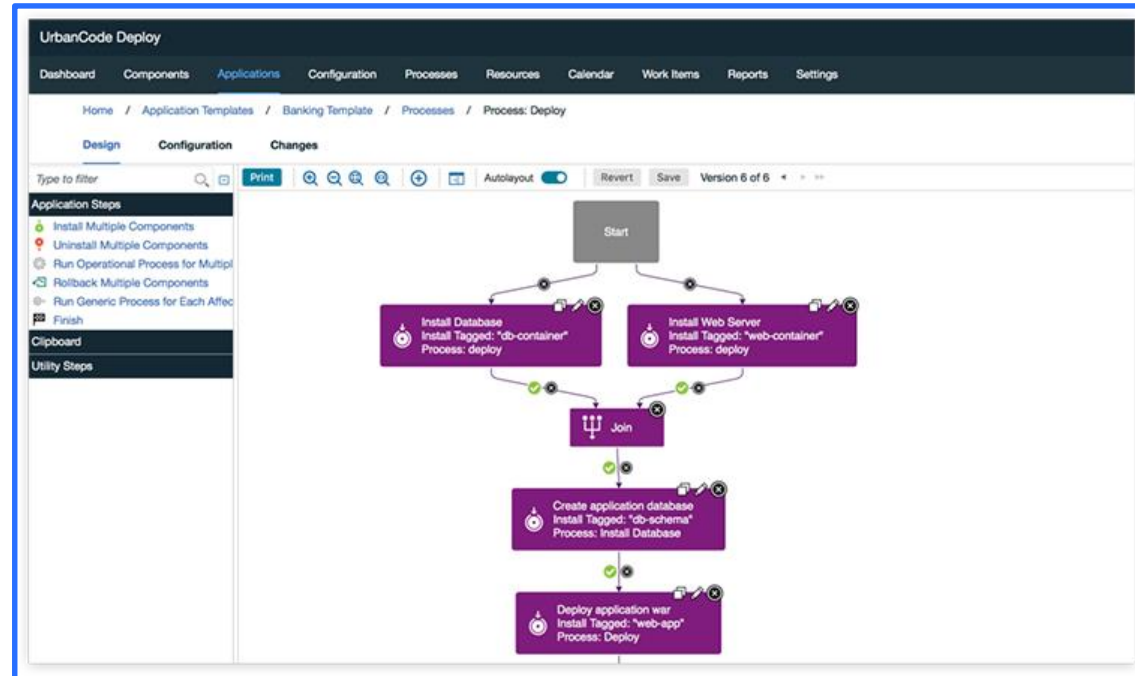 UrbanCode Deploy
Dashboard Components Applications Configuration Processes Resources Calendar Work Items Reports Settings
Home / Application Templates / Banking Template / Processes / Process: Deploy
Design Configuration Changes
Type to filter
Print Autolayout Revert Save Version 6 of 6
Application Steps
Install Multiple Components
Uninstall Multiple Components
Run Operational Process for Multipl
Rollback Multiple Components
Run Generic Process for Each Affec
Finish
Clipboard
Utility Steps
Start
Install Database
Install Tagged: "db-container"
Process: deploy
Install Web Server
Install Tagged: "web-container"
Process: deploy
Join
Create application database
Install Tagged: "db-schema"
Process: Install Database
Deploy application war
Install Tagged: "web-app"
Process: Deploy